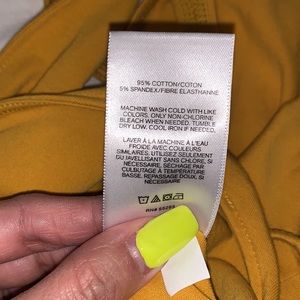 95% COTTON/COTON
5% SPANDEX/FIBRE ÉLASTHANNE
MACHINE WASH COLD WITH LIKE
COLORS. ONLY NON-CHLORINE
BLEACH WHEN NEEDED. TUMBLE
DRY LOW. COOL IRON IF NEEDED.
LAVER À LA MACHINE À L'EAU
FROIDE AVEC COULEURS
SIMILAIRES. UTILISEZ SEULEMENT
DU JAVELLISANT SANS CHLORE, SI
NÉCESSAIRE. SÉCHAGE PAR
CULBUTAGE À TEMPÉRATURE
BASSE. REPASSAGE DOUX, SI
NÉCESSAIRE.
RN#